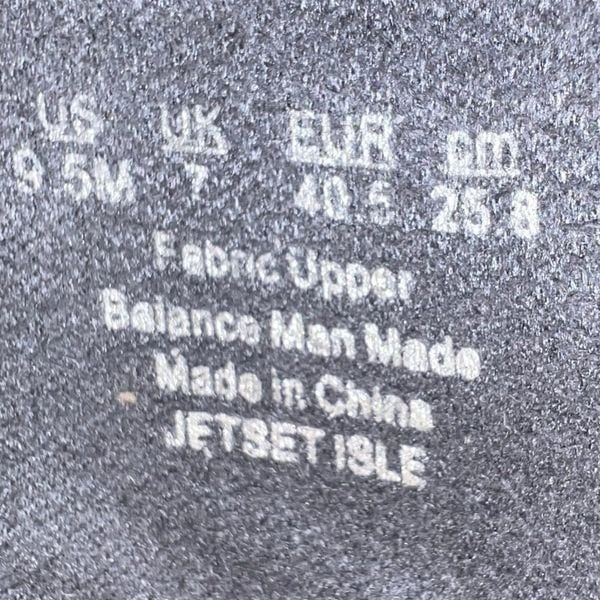 US UK EUR cm
9.5M 7 40.5 25.8
Fabric Upper
Balance Man Made
Made in China
JETSET ISLE